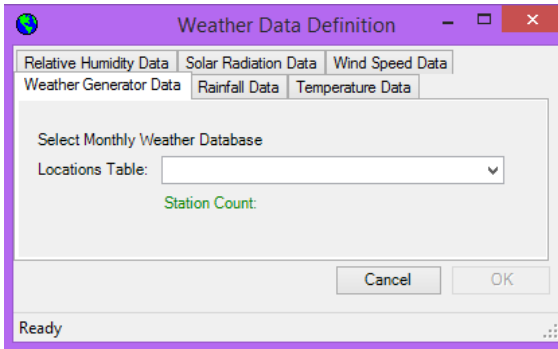 Weather Data Definition
Relative Humidity Data Solar Radiation Data Wind Speed Data
Weather Generator Data Rainfall Data Temperature Data
Select Monthly Weather Database
Locations Table:
Station Count:
Cancel OK
Ready